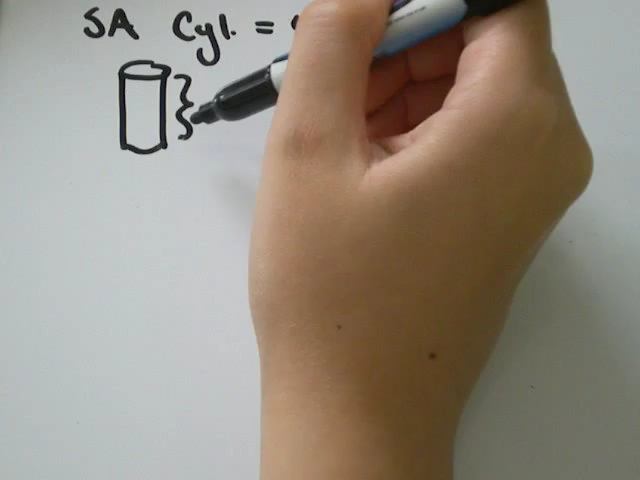 SA Cyl. =